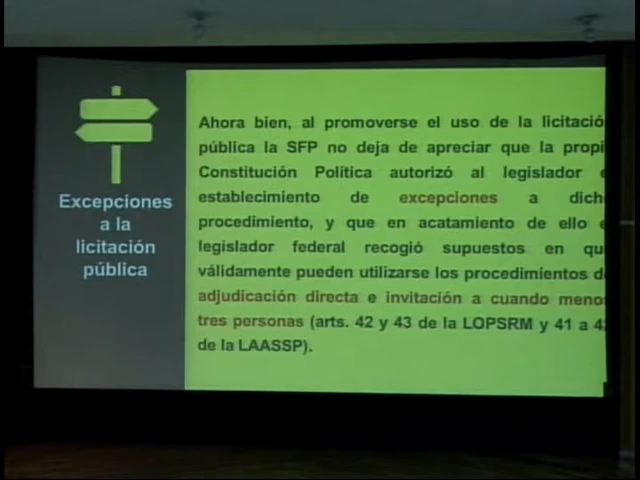 Excepciones
a la
licitación
pública
Ahora bien, al promoverse el uso de la licitació
pública la SFP no deja de apreciar que la propi
Constitución Política autorizó al legislador e
establecimiento de excepciones a dich
procedimiento, y que en acatamiento de ello e
legislador federal recogió supuestos en qu
válidamente pueden utilizarse los procedimientos d
adjudicación directa e invitación a cuando meno
tres personas (arts. 42 y 43 de la LOPSRM y 41 a 4
de la LAASSP).